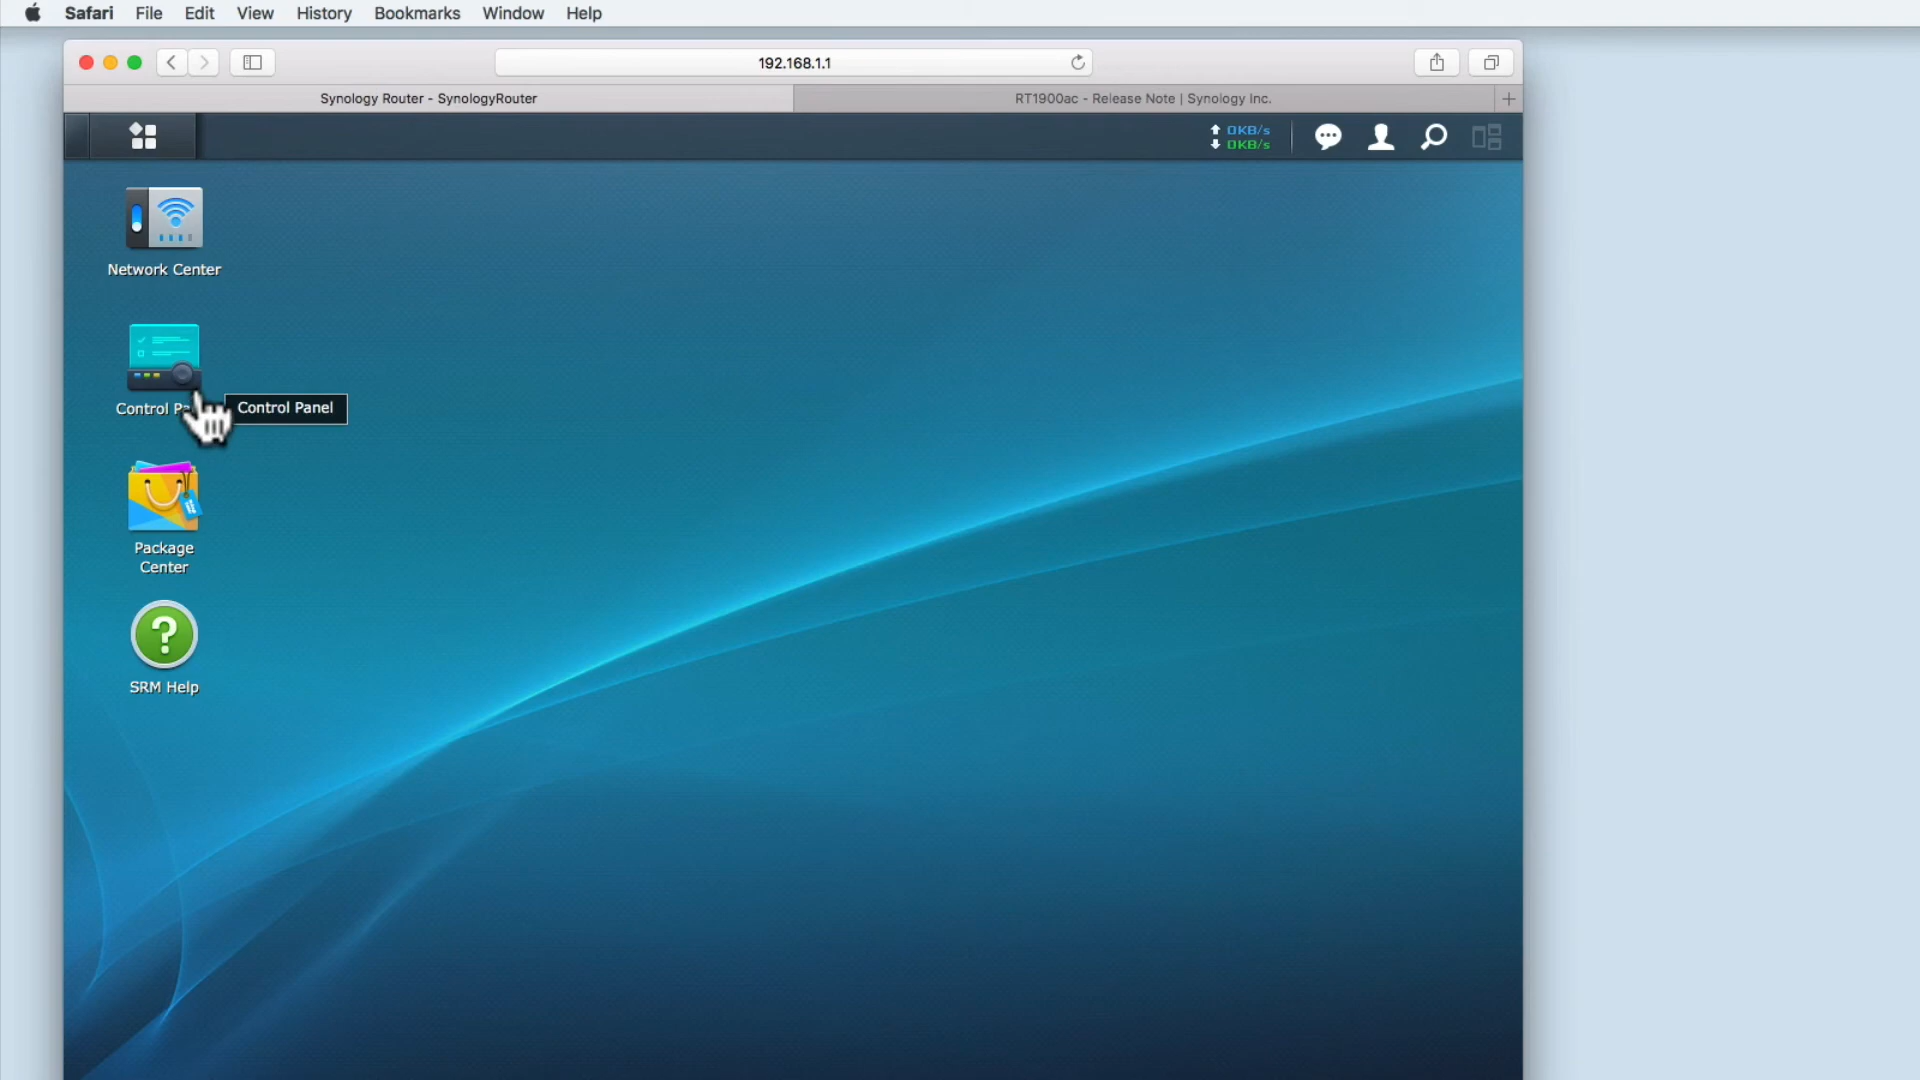 Safari File Edit View History Bookmarks Window Help
192.168.1.1
Synology Router - SynologyRouter
RT1900ac - Release Note | Synology Inc.
0KB/s
0KB/s
Network Center
Control Pa
Control Panel
Package
Center
SRM Help